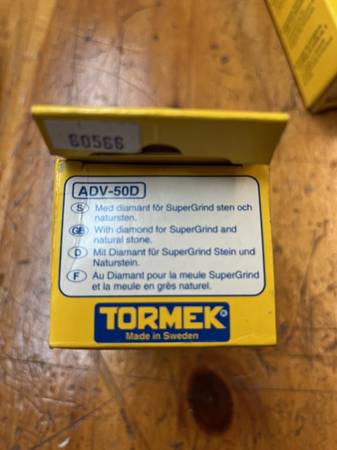 60566
ADV-50D
S Med diamant för SuperGrind sten och
natursten.
GB With diamond for SuperGrind and
natural stone.
D Mit Diamant für SuperGrind Stein und
Naturstein.
F Au Diamant pour la meule SuperGrind
et la meule en grès naturel.
TORMEK®
Made in Sweden